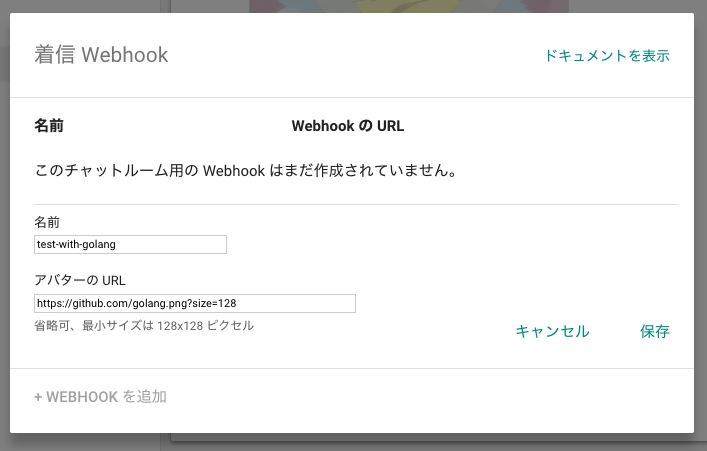 着信 Webhook
ドキュメントを表示
名前
Webhook の URL
このチャットルーム用の Webhook はまだ作成されていません。
名前
test-with-golang
アバターの URL
https://github.com/golang.png?size=128
省略可、最小サイズは 128x128 ピクセル
キャンセル
保存
+ WEBHOOK を追加